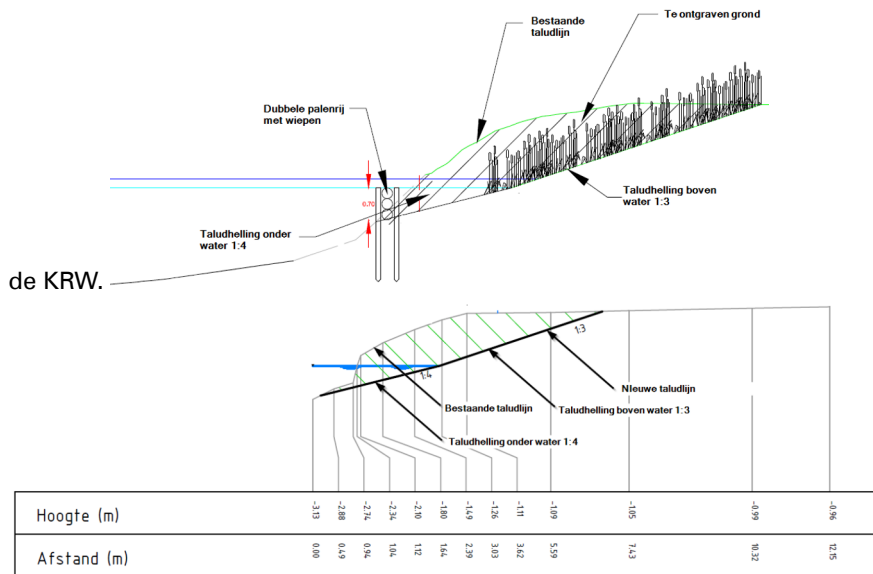 Bestaande
taludlijn
Te ontgraven grond
Dubbele palenrij
met wiepen
0.70
Taludhelling boven
water 1:3
Taludhelling onder
water 1:4
de KRW.
1:3
1:4
Nieuwe taludlijn
Bestaande taludlijn
Taludhelling boven water 1:3
Taludhelling onder water 1:4
Hoogte (m) -3.13 -2.88 -2.74 -2.34 -2.10 -1.80 -1.49 -1.26 -1.11 -1.09 -1.05 -0.99 -0.96
Afstand (m) 0.00 0.49 0.94 1.04 1.12 1.64 2.39 3.03 3.62 5.59 7.43 10.32 12.15